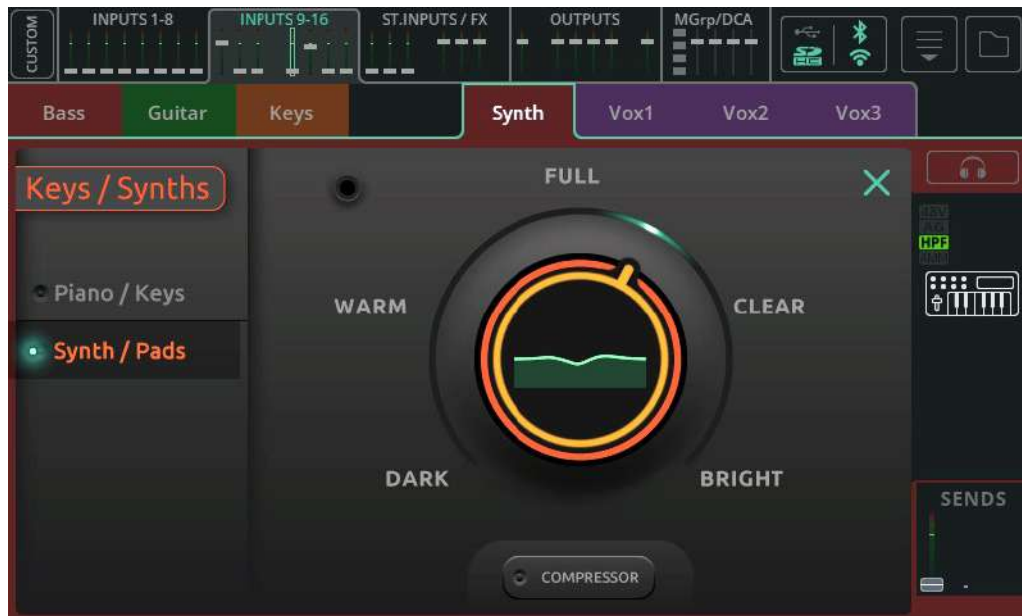 CUSTOM
INPUTS 1-8
INPUTS 9-16
ST.INPUTS / FX
OUTPUTS
MGrp/DCA
Bass
Guitar
Keys
Synth
Vox1
Vox2
Vox3
Keys / Synths
FULL
48V
HPF
Piano / Keys
WARM
CLEAR
Synth / Pads
DARK
BRIGHT
SENDS
COMPRESSOR
-